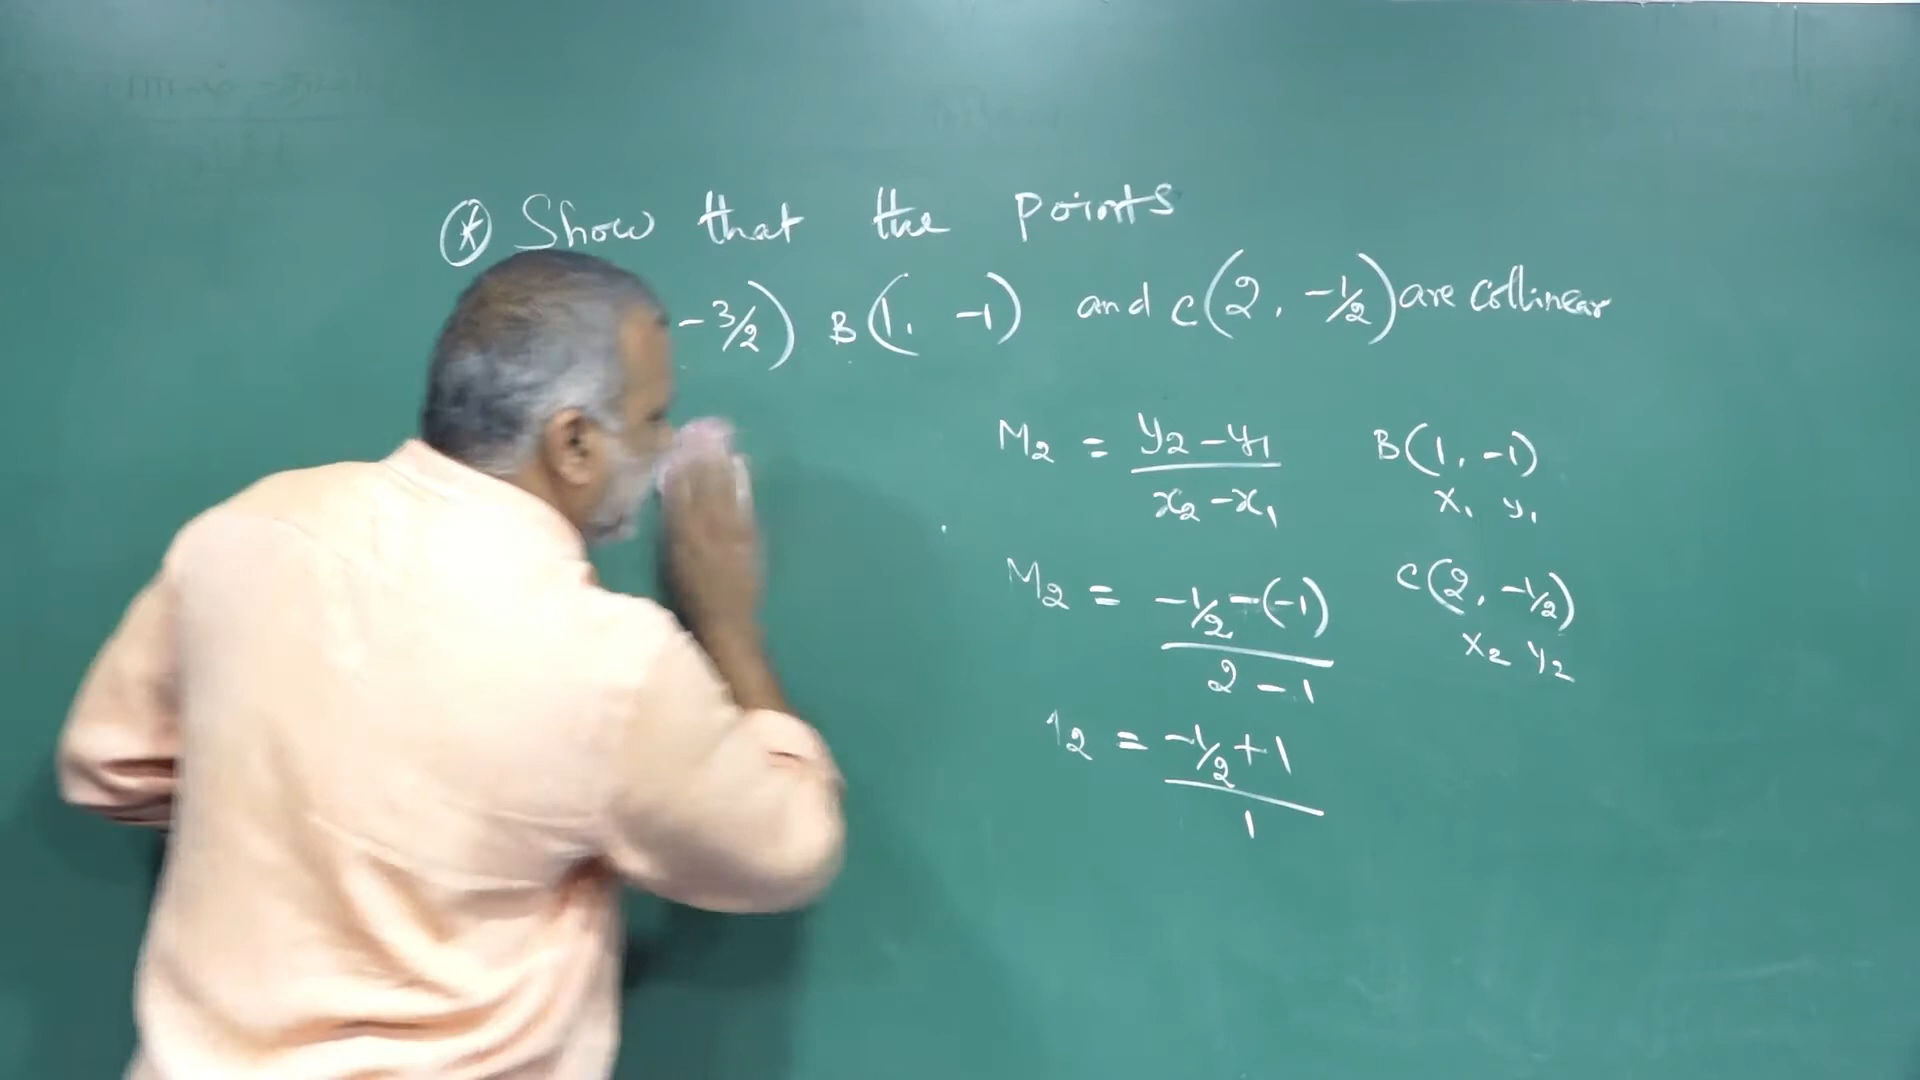 * Show that the points
-3/2) B(1, -1) and C(2, -1/2) are collinear
M2 = y2 - y1 / x2 - x1
B(1, -1)
x1 y1
M2 = -1/2 - (-1) / 2 - 1
C(2, -1/2)
x2 y2
2 = -1/2 + 1 / 1